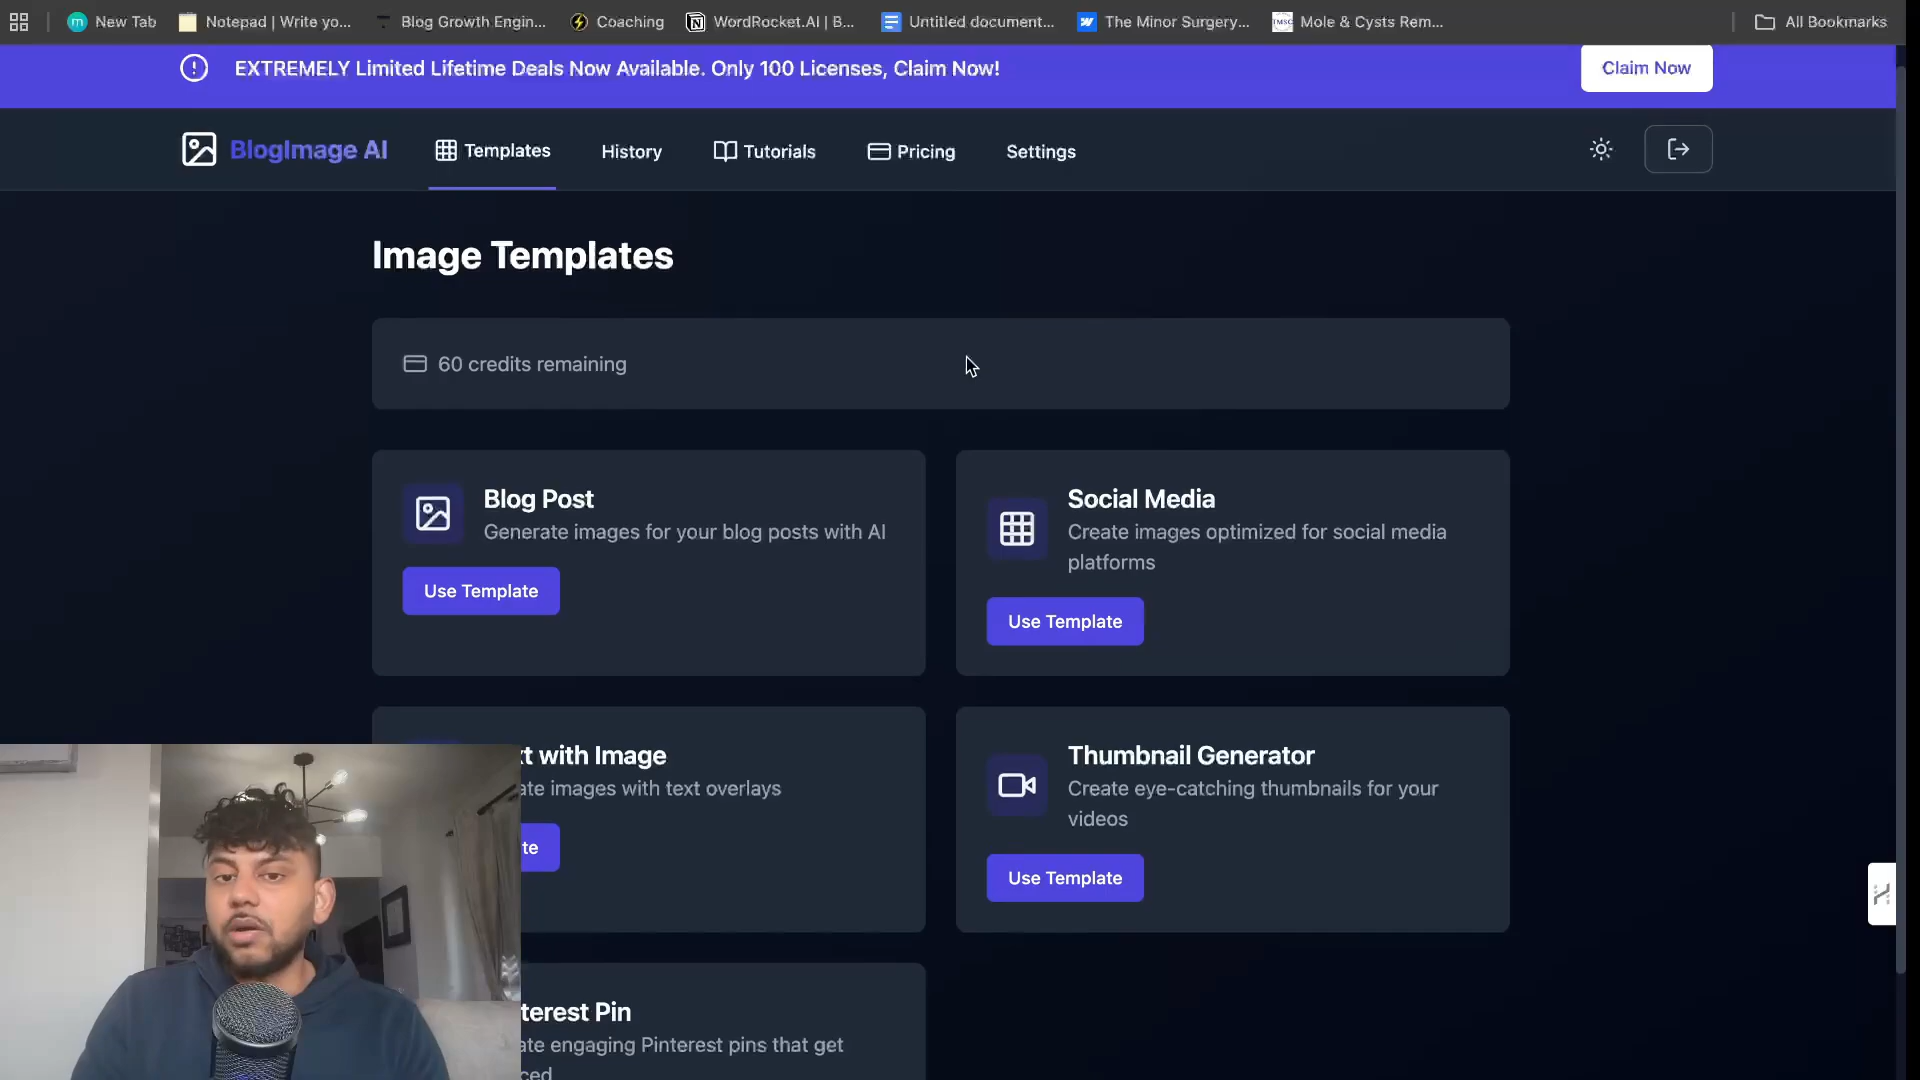 New Tab
Notepad | Write yo...
Blog Growth Engin...
Coaching
WordRocket.AI | B...
Untitled document...
The Minor Surgery...
Mole & Cysts Rem...
All Bookmarks
EXTREMELY Limited Lifetime Deals Now Available. Only 100 Licenses, Claim Now!
Claim Now
BlogImage AI
Templates
History
Tutorials
Pricing
Settings
Image Templates
60 credits remaining
Blog Post
Generate images for your blog posts with AI
Use Template
Social Media
Create images optimized for social media
platforms
Use Template
xt with Image
ate images with text overlays
te
Thumbnail Generator
Create eye-catching thumbnails for your
videos
Use Template
terest Pin
ate engaging Pinterest pins that get
ced